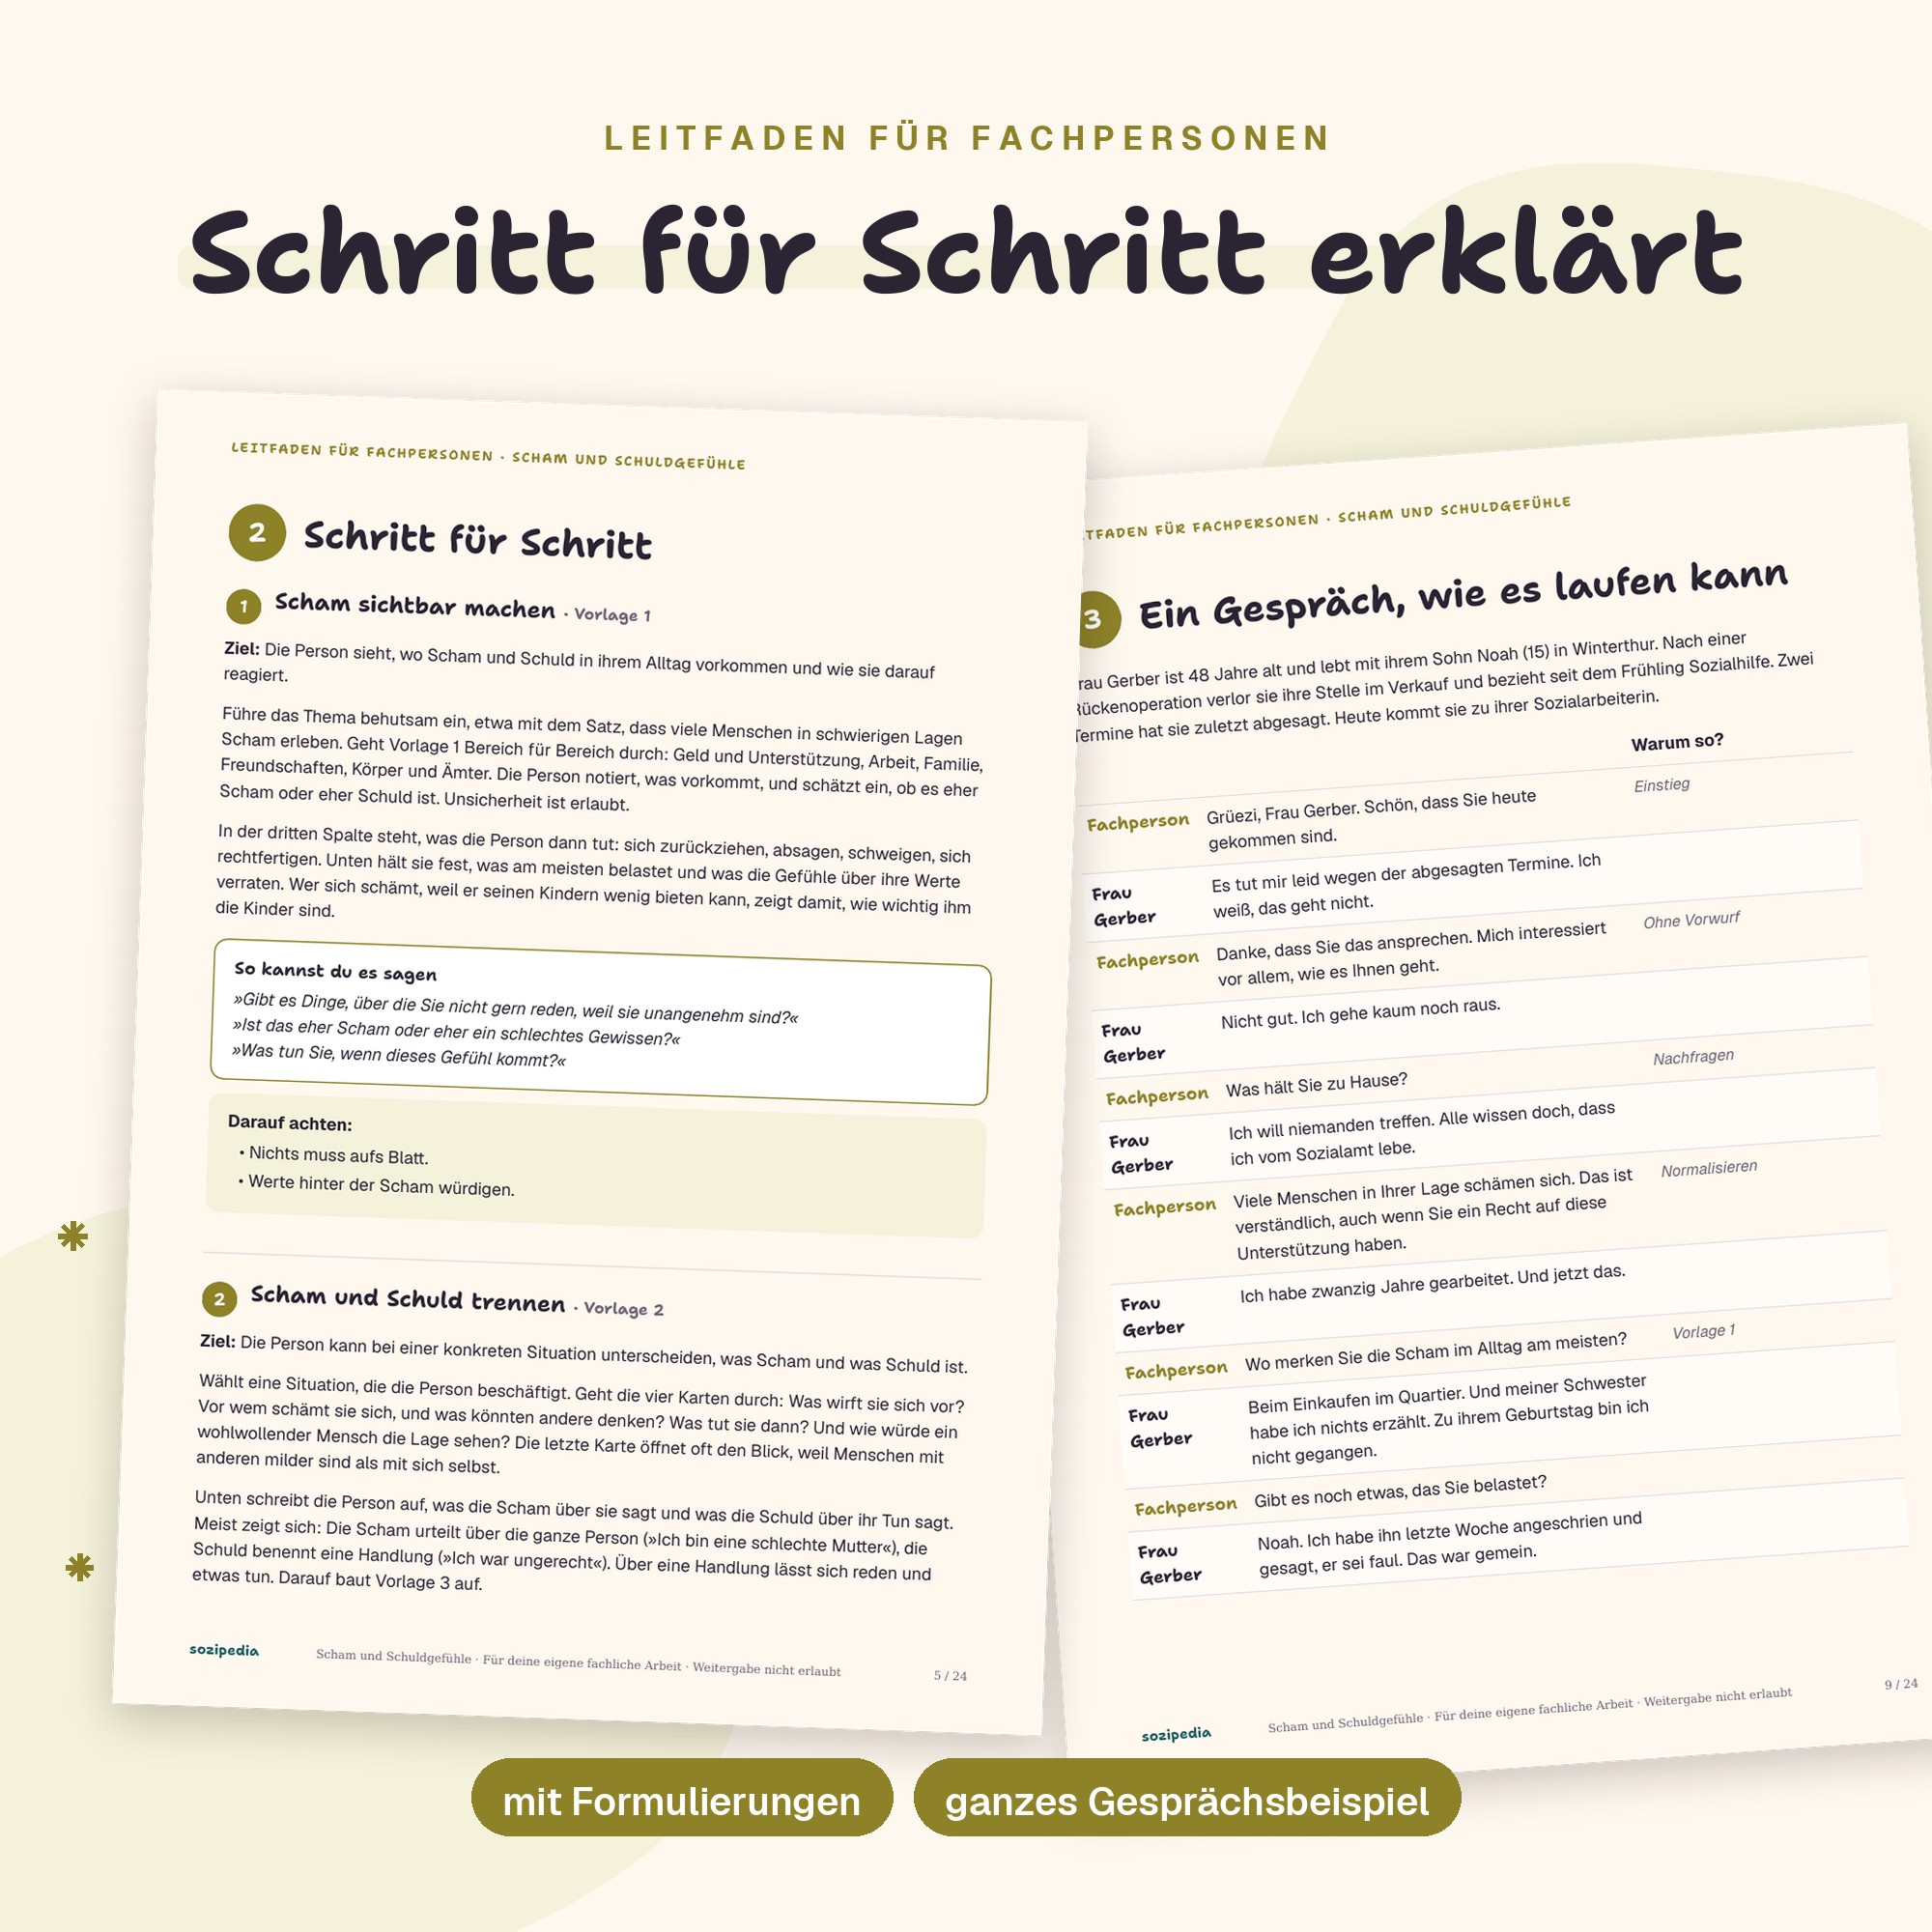 LEITFADEN FÜR FACHPERSONEN
Schritt für Schritt erklärt
LEITFADEN FÜR FACHPERSONEN · SCHAM UND SCHULDGEFÜHLE
2 Schritt für Schritt
1 Scham sichtbar machen · Vorlage 1
Ziel: Die Person sieht, wo Scham und Schuld in ihrem Alltag vorkommen und wie sie darauf
reagiert.
Führe das Thema behutsam ein, etwa mit dem Satz, dass viele Menschen in schwierigen Lagen
Scham erleben. Geht Vorlage 1 Bereich für Bereich durch: Geld und Unterstützung, Arbeit, Familie,
Freundschaften, Körper und Ämter. Die Person notiert, was vorkommt, und schätzt ein, ob es eher
Scham oder eher Schuld ist. Unsicherheit ist erlaubt.
In der dritten Spalte steht, was die Person dann tut: sich zurückziehen, absagen, schweigen, sich
rechtfertigen. Unten hält sie fest, was am meisten belastet und was die Gefühle über ihre Werte
verraten. Wer sich schämt, weil er seinen Kindern wenig bieten kann, zeigt damit, wie wichtig ihm
die Kinder sind.
So kannst du es sagen
»Gibt es Dinge, über die Sie nicht gern reden, weil sie unangenehm sind?«
»Ist das eher Scham oder eher ein schlechtes Gewissen?«
»Was tun Sie, wenn dieses Gefühl kommt?«
Darauf achten:
• Nichts muss aufs Blatt.
• Werte hinter der Scham würdigen.
2 Scham und Schuld trennen · Vorlage 2
Ziel: Die Person kann bei einer konkreten Situation unterscheiden, was Scham und was Schuld ist.
Wählt eine Situation, die die Person beschäftigt. Geht die vier Karten durch: Was wirft sie sich vor?
Vor wem schämt sie sich, und was könnten andere denken? Was tut sie dann? Und wie würde ein
wohlwollender Mensch die Lage sehen? Die letzte Karte öffnet oft den Blick, weil Menschen mit
anderen milder sind als mit sich selbst.
Unten schreibt die Person auf, was die Scham über sie sagt und was die Schuld über ihr Tun sagt.
Meist zeigt sich: Die Scham urteilt über die ganze Person (»Ich bin eine schlechte Mutter«), die
Schuld benennt eine Handlung (»Ich war ungerecht«). Über eine Handlung lässt sich reden und
etwas tun. Darauf baut Vorlage 3 auf.
sozipedia Scham und Schuldgefühle · Für deine eigene fachliche Arbeit · Weitergabe nicht erlaubt 5 / 24
TFADEN FÜR FACHPERSONEN · SCHAM UND SCHULDGEFÜHLE
3 Ein Gespräch, wie es laufen kann
rau Gerber ist 48 Jahre alt und lebt mit ihrem Sohn Noah (15) in Winterthur. Nach einer
Rückenoperation verlor sie ihre Stelle im Verkauf und bezieht seit dem Frühling Sozialhilfe. Zwei
Termine hat sie zuletzt abgesagt. Heute kommt sie zu ihrer Sozialarbeiterin.
Warum so?
Fachperson Grüezi, Frau Gerber. Schön, dass Sie heute Einstieg
gekommen sind.
Frau Es tut mir leid wegen der abgesagten Termine. Ich
Gerber weiß, das geht nicht.
Fachperson Danke, dass Sie das ansprechen. Mich interessiert Ohne Vorwurf
vor allem, wie es Ihnen geht.
Frau Nicht gut. Ich gehe kaum noch raus.
Gerber
Fachperson Was hält Sie zu Hause? Nachfragen
Frau Ich will niemanden treffen. Alle wissen doch, dass
Gerber ich vom Sozialamt lebe.
Fachperson Viele Menschen in Ihrer Lage schämen sich. Das ist Normalisieren
verständlich, auch wenn Sie ein Recht auf diese
Unterstützung haben.
Frau Ich habe zwanzig Jahre gearbeitet. Und jetzt das.
Gerber
Fachperson Wo merken Sie die Scham im Alltag am meisten? Vorlage 1
Frau Beim Einkaufen im Quartier. Und meiner Schwester
Gerber habe ich nichts erzählt. Zu ihrem Geburtstag bin ich
nicht gegangen.
Fachperson Gibt es noch etwas, das Sie belastet?
Frau Noah. Ich habe ihn letzte Woche angeschrien und
Gerber gesagt, er sei faul. Das war gemein.
sozipedia Scham und Schuldgefühle · Für deine eigene fachliche Arbeit · Weitergabe nicht erlaubt 9 / 24
mit Formulierungen
ganzes Gesprächsbeispiel